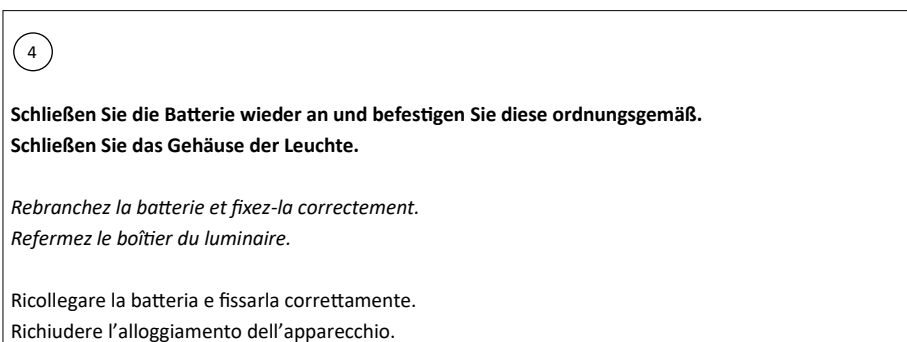 4
Schließen Sie die Batterie wieder an und befestigen Sie diese ordnungsgemäß.
Schließen Sie das Gehäuse der Leuchte.
Rebranchez la batterie et fixez-la correctement.
Refermez le boîtier du luminaire.
Ricollegare la batteria e fissarla correttamente.
Richiudere l’alloggiamento dell’apparecchio.